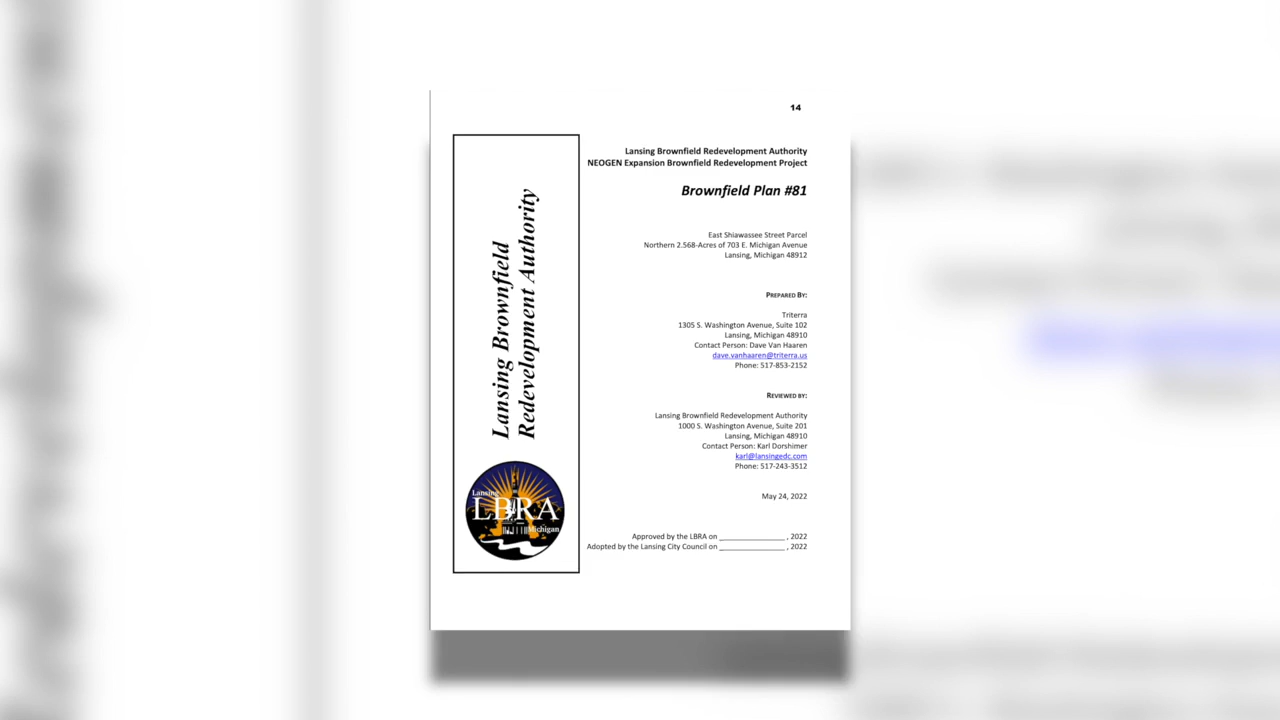 14
Lansing Brownfield Redevelopment Authority
NEOGEN Expansion Brownfield Redevelopment Project
Brownfield Plan #81
East Shiawassee Street Parcel
Northern 2.568-Acres of 703 E. Michigan Avenue
Lansing, Michigan 48912
PREPARED BY:
Triterra
1305 S. Washington Avenue, Suite 102
Lansing, Michigan 48910
Contact Person: Dave Van Haaren
dave.vanhaaren@triterra.us
Phone: 517-853-2152
REVIEWED BY:
Lansing Brownfield Redevelopment Authority
1000 S. Washington Avenue, Suite 201
Lansing, Michigan 48910
Contact Person: Karl Dorshimer
karl@lansingedc.com
Phone: 517-243-3512
May 24, 2022
Approved by the LBRA on _______________ , 2022
Adopted by the Lansing City Council on _______________ , 2022
Lansing Brownfield
Redevelopment Authority
Lansing
LBRA
Michigan